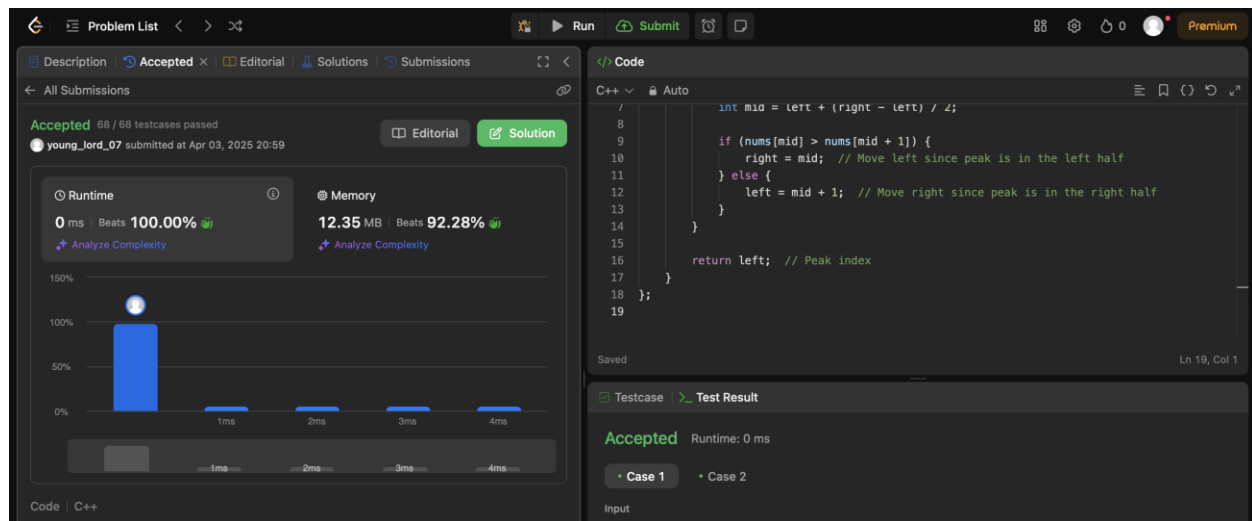 Problem List
Run
Submit
0
Premium
Description
Accepted
Editorial
Solutions
Submissions
All Submissions
Accepted 68 / 68 testcases passed
young_lord_07 submitted at Apr 03, 2025 20:59
Editorial
Solution
Runtime
0 ms | Beats 100.00%
Analyze Complexity
Memory
12.35 MB | Beats 92.28%
Analyze Complexity
150%
100%
50%
0%
1ms 2ms 3ms 4ms
1ms 2ms 3ms 4ms
Code | C++
</> Code
C++ Auto
7 int mid = left + (right - left) / 2;
8
9 if (nums[mid] > nums[mid + 1]) {
10 right = mid; // Move left since peak is in the left half
11 } else {
12 left = mid + 1; // Move right since peak is in the right half
13 }
14 }
15
16 return left; // Peak index
17 }
18 };
19
Saved
Ln 19, Col 1
Testcase
>_ Test Result
Accepted Runtime: 0 ms
• Case 1 • Case 2
Input